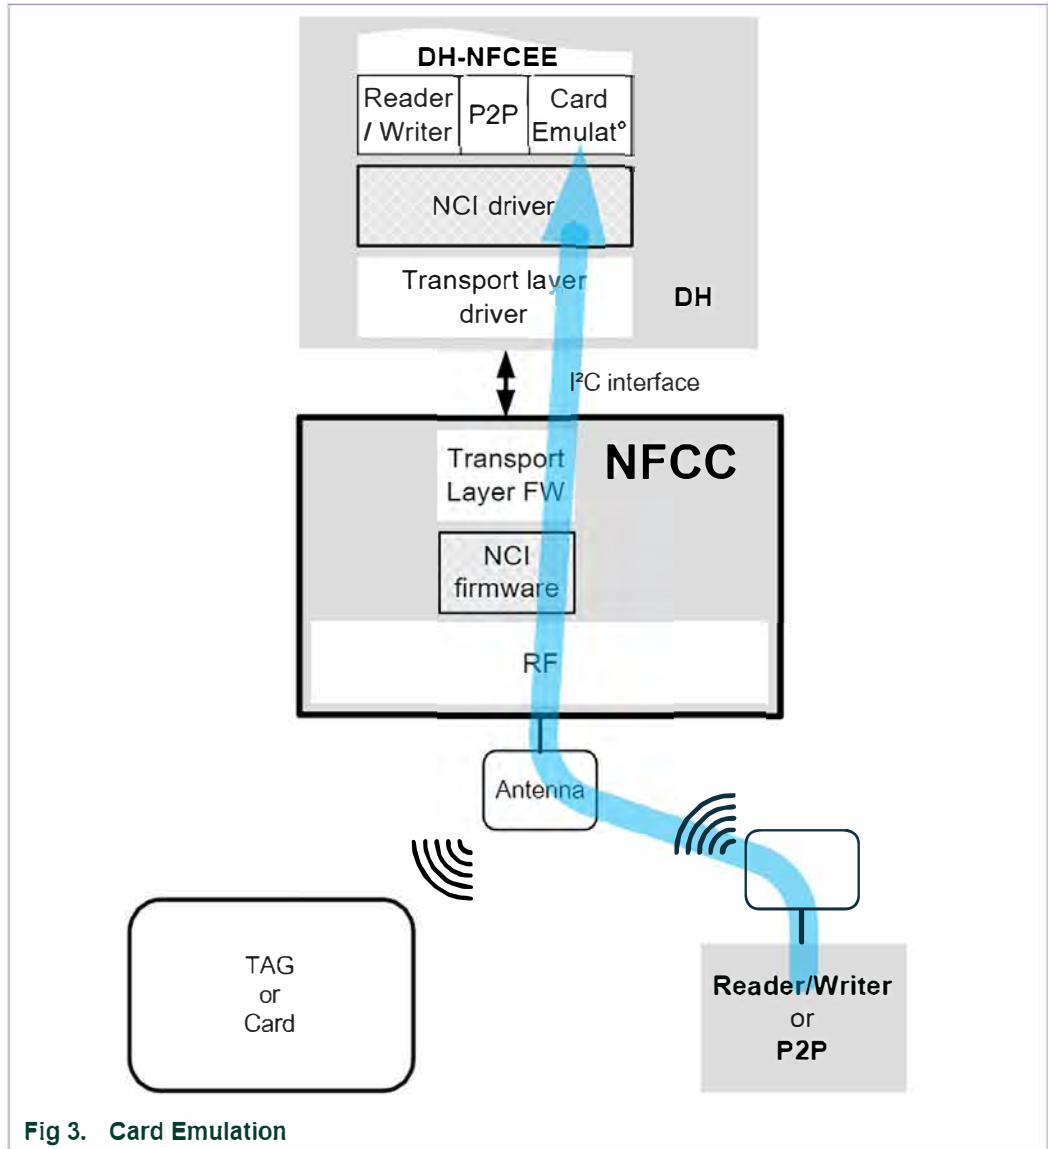 DH-NFCEE
Reader
/ Writer
P2P
Card
Emulat°
NCI driver
Transport layer
driver
DH
I²C interface
NFCC
Transport
Layer FW
NCI
firmware
RF
Antenna
TAG
or
Card
Reader/Writer
or
P2P
Fig 3. Card Emulation